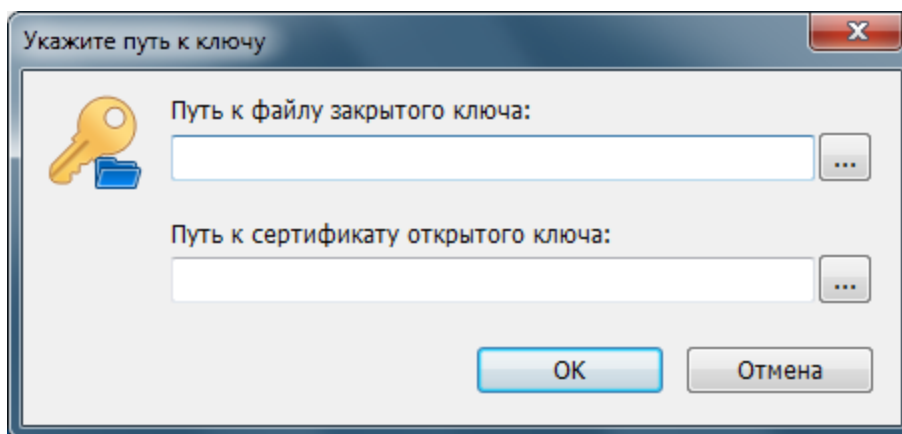 Укажите путь к ключу
Путь к файлу закрытого ключа:
...
Путь к сертификату открытого ключа:
...
OK
Отмена